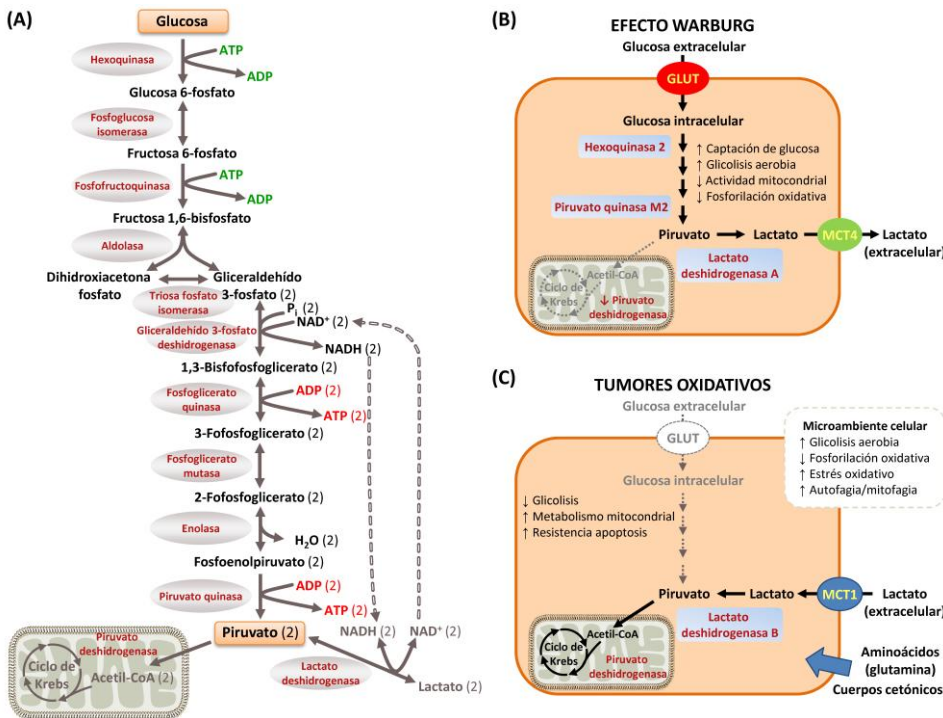 (A)
Glucosa
Hexoquinasa
ATP
ADP
Glucosa 6-fosfato
Fosfoglucosa
isomerasa
Fructosa 6-fosfato
Fosfofructoquinasa
ATP
ADP
Fructosa 1,6-bisfosfato
Aldolasa
Dihidroxiacetona
fosfato
Gliceraldehído
3-fosfato (2)
Triosa fosfato
isomerasa
Pi (2)
NAD⁺ (2)
Gliceraldehído 3-fosfato
deshidrogenasa
NADH (2)
1,3-Bisfofosfoglicerato (2)
Fosfoglicerato
quinasa
ADP (2)
ATP (2)
3-Fofosfoglicerato (2)
Fosfoglicerato
mutasa
2-Fofosfoglicerato (2)
Enolasa
H₂O (2)
Fosfoenolpiruvato (2)
Piruvato quinasa
ADP (2)
ATP (2)
Piruvato (2)
NADH (2)
NAD⁺ (2)
Lactato
deshidrogenasa
Lactato (2)
Piruvato
deshidrogenasa
Ciclo de
Krebs
Acetil-CoA (2)
(B)
EFECTO WARBURG
Glucosa extracelular
GLUT
Glucosa intracelular
Hexoquinasa 2
↑ Captación de glucosa
↑ Glicolisis aerobia
↓ Actividad mitocondrial
↓ Fosforilación oxidativa
Piruvato quinasa M2
Piruvato
Lactato
MCT4
Lactato
(extracelular)
Lactato
deshidrogenasa A
Acetil-CoA
Ciclo de
Krebs
↓ Piruvato
deshidrogenasa
(C)
TUMORES OXIDATIVOS
Glucosa extracelular
GLUT
Glucosa intracelular
Microambiente celular
↑ Glicolisis aerobia
↓ Fosforilación oxidativa
↑ Estrés oxidativo
↑ Autofagia/mitofagia
↓ Glicolisis
↑ Metabolismo mitocondrial
↑ Resistencia apoptosis
Piruvato
Lactato
MCT1
Lactato
(extracelular)
Lactato
deshidrogenasa B
Acetil-CoA
Ciclo de
Krebs
Piruvato
deshidrogenasa
Aminoácidos
(glutamina)
Cuerpos cetónicos